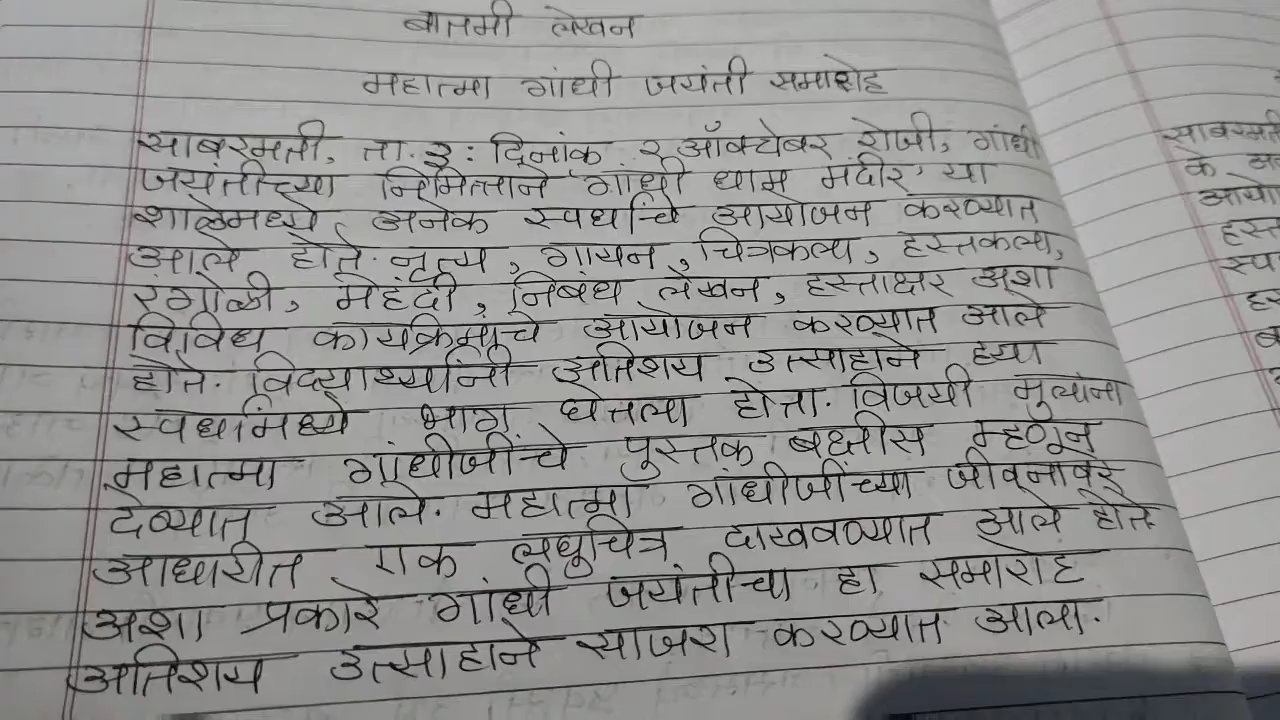 बातमी लेखन
महात्मा गांधी जयंती समारोह
साबरमती, ता. ३ : दिनांक २ ऑक्टोबर रोजी, गांधी
जयंतीच्या निमित्ताने 'गांधी धाम मंदीर' या
शाळेमध्ये अनेक स्पर्धांचे आयोजन करण्यात
आले होते. नृत्य, गायन, चित्रकला, हस्तकला,
रंगोळी, मेहंदी, निबंध लेखन, हस्ताक्षर अशा
विविध कार्यक्रमाचे आयोजन करण्यात आले
होते. विद्यार्थ्यांनी अतिशय उत्साहाने ह्या
स्पर्धांमध्ये भाग घेतला होता. विजयी मुलांना
महात्मा गांधीजींचे पुस्तक बक्षीस म्हणून
देण्यात आले. महात्मा गांधीजींच्या जीवनावरे
आधारीत एक लघुचित्र दाखवण्यात आले होते
अशा प्रकारे गांधी जयंतीचा हा समारोह
अतिशय उत्साहाने साजरा करण्यात आला.
साबरमती
के
आयो
हस्त
स्प